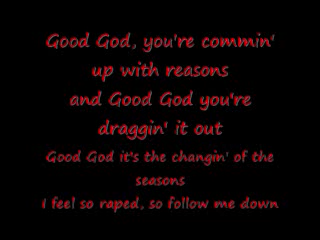 Good God, you're commin'
up with reasons
and Good God you're
draggin' it out
Good God it's the changin' of the
seasons
I feel so raped, so follow me down